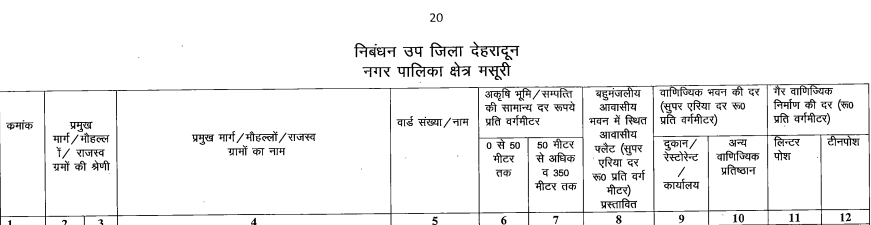 20
निबंधन उप जिला देहरादून
नगर पालिका क्षेत्र मसूरी
कमांक
प्रमुख
मार्ग/मौहल्ल
ों/ राजस्व
ग्रमों की श्रेणी
प्रमुख मार्ग/मौहल्लों/राजस्व
ग्रामों का नाम
वार्ड संख्या/नाम
अकृषि भूमि/सम्पत्ति
की सामान्य दर रूपये
प्रति वर्गमीटर
0 से 50
मीटर
तक
50 मीटर
से अधिक
व 350
मीटर तक
बहुमंजलीय
आवासीय
भवन में स्थित
आवासीय
फ्लैट (सुपर
एरिया दर
रू0 प्रति वर्ग
मीटर)
प्रस्तावित
वाणिज्यिक भवन की दर
(सुपर एरिया दर रू0
प्रति वर्गमीटर)
दुकान/
रेस्टोरेन्ट
/
कार्यालय
अन्य
वाणिज्यिक
प्रतिष्ठान
गैर वाणिज्यिक
निर्माण की दर (रू0
प्रति वर्गमीटर)
लिन्टर
पोश
टीनपोश
1 2 3 4 5 6 7 8 9 10 11 12